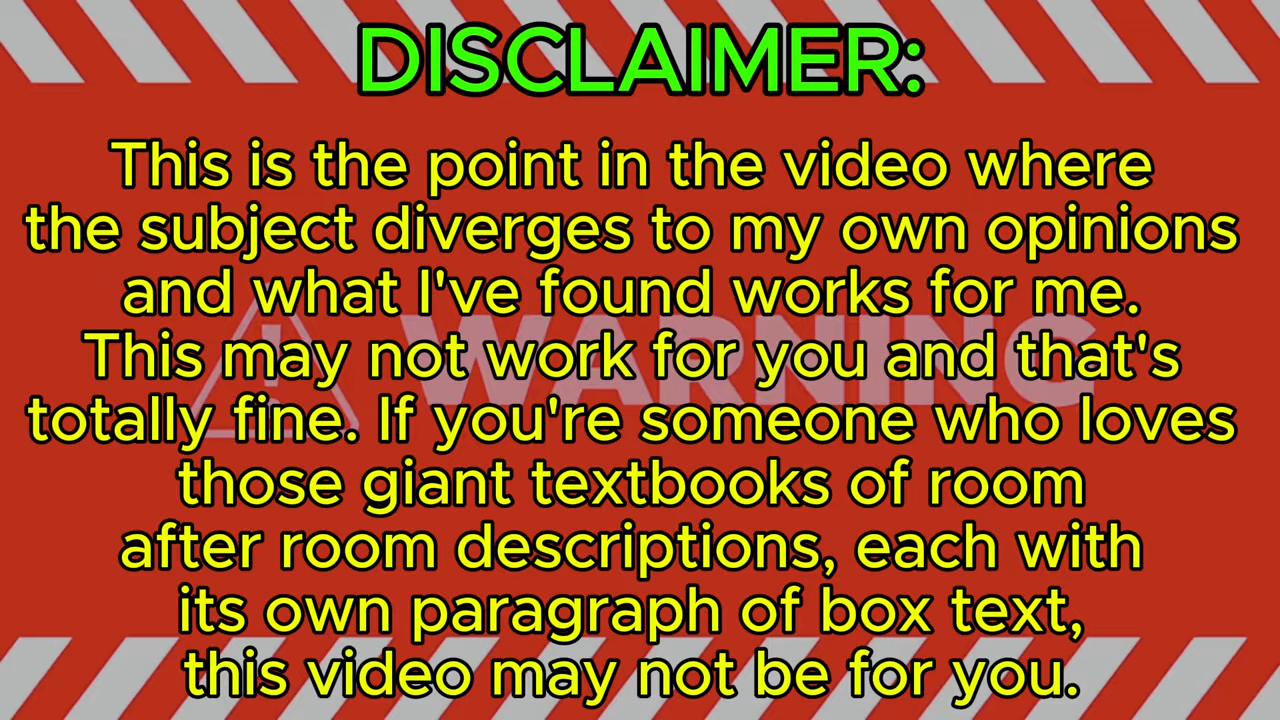 DISCLAIMER:
This is the point in the video where
the subject diverges to my own opinions
and what I've found works for me.
This may not work for you and that's
totally fine. If you're someone who loves
those giant textbooks of room
after room descriptions, each with
its own paragraph of box text,
this video may not be for you.
WARNING